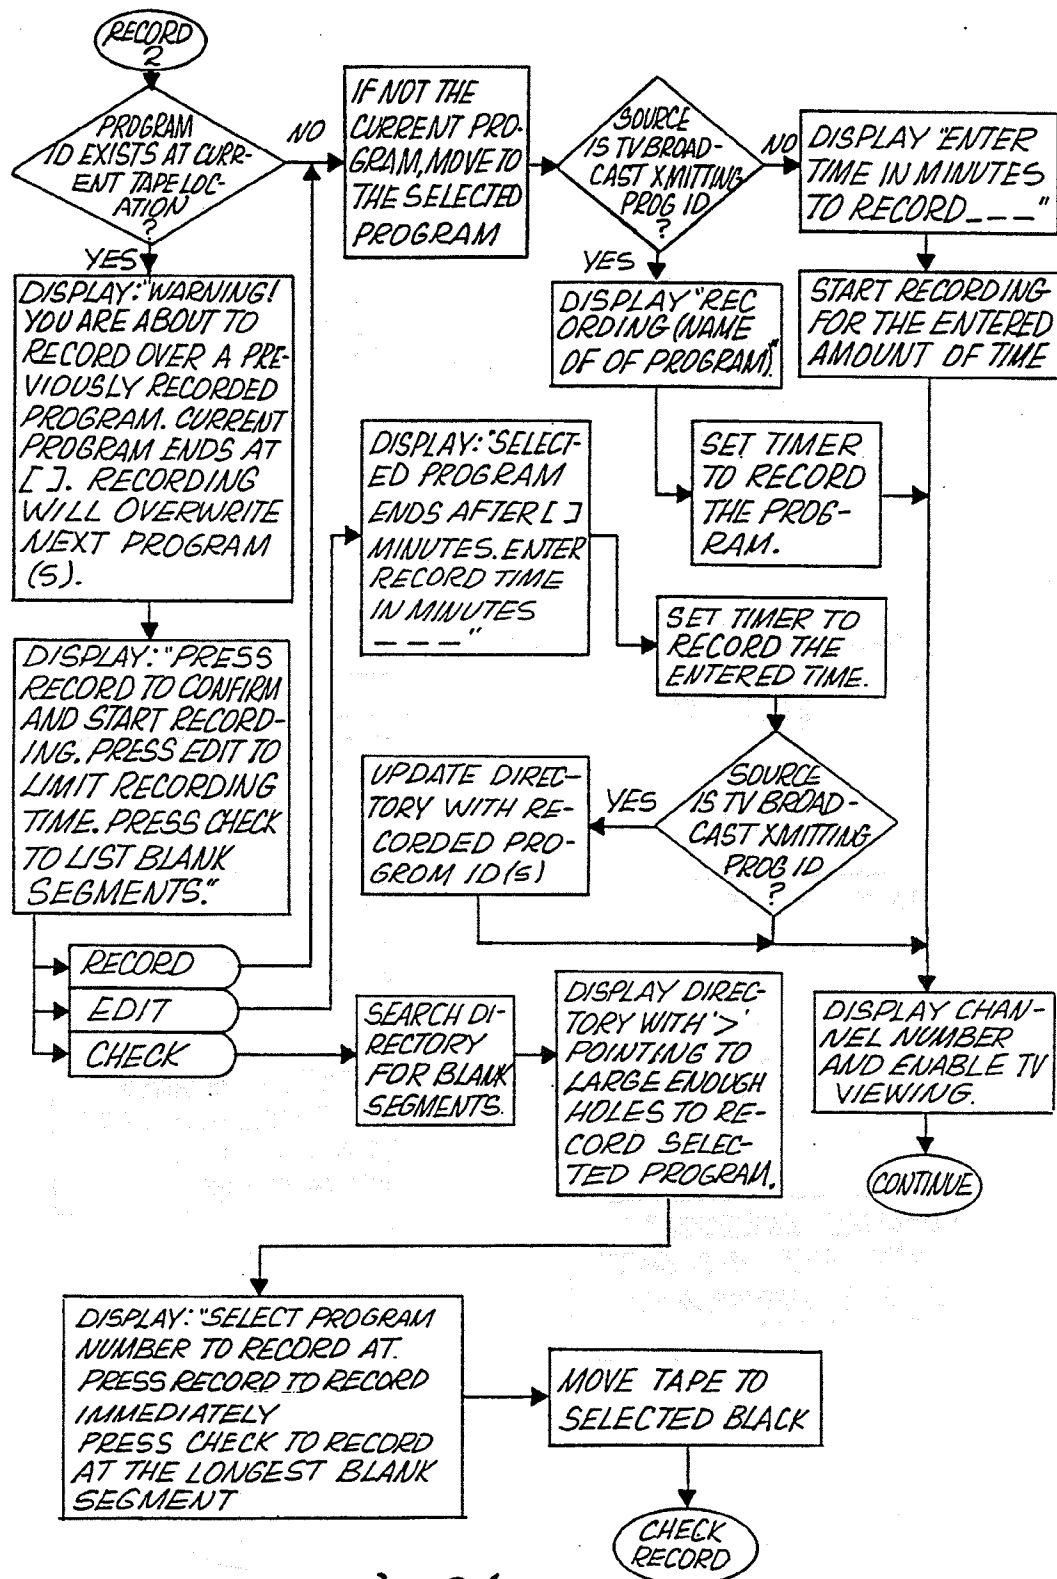 RECORD
2
PROGRAM
ID EXISTS AT CURR-
ENT TAPE LOC-
ATION
?
NO
YES
IF NOT THE
CURRENT PRO-
GRAM, MOVE TO
THE SELECTED
PROGRAM
SOURCE
IS TV BROAD-
CAST XMITTING
PROG ID
?
NO
YES
DISPLAY "ENTER
TIME IN MINUTES
TO RECORD___"
START RECORDING
FOR THE ENTERED
AMOUNT OF TIME
DISPLAY "REC
ORDING (NAME
OF OF PROGRAM)."
SET TIMER
TO RECORD
THE PROG-
RAM.
DISPLAY: "WARNING!
YOU ARE ABOUT TO
RECORD OVER A PRE-
VIOUSLY RECORDED
PROGRAM. CURRENT
PROGRAM ENDS AT
[ ]. RECORDING
WILL OVERWRITE
NEXT PROGRAM
(S).
DISPLAY: "PRESS
RECORD TO CONFIRM
AND START RECORD-
ING. PRESS EDIT TO
LIMIT RECORDING
TIME. PRESS CHECK
TO LIST BLANK
SEGMENTS."
RECORD
EDIT
CHECK
DISPLAY: "SELECT-
ED PROGRAM
ENDS AFTER [ ]
MINUTES. ENTER
RECORD TIME
IN MINUTES
_ _ _"
SET TIMER TO
RECORD THE
ENTERED TIME.
SOURCE
IS TV BROAD-
CAST XMITTING
PROG ID
?
YES
UPDATE DIREC-
TORY WITH RE-
CORDED PRO-
GROM ID(S)
SEARCH DI-
RECTORY
FOR BLANK
SEGMENTS.
DISPLAY DIREC-
TORY WITH '>'
POINTING TO
LARGE ENOUGH
HOLES TO RE-
CORD SELEC-
TED PROGRAM.
DISPLAY CHAN-
NEL NUMBER
AND ENABLE TV
VIEWING.
CONTINUE
DISPLAY: "SELECT PROGRAM
NUMBER TO RECORD AT.
PRESS RECORD TO RECORD
IMMEDIATELY
PRESS CHECK TO RECORD
AT THE LONGEST BLANK
SEGMENT
MOVE TAPE TO
SELECTED BLACK
CHECK
RECORD